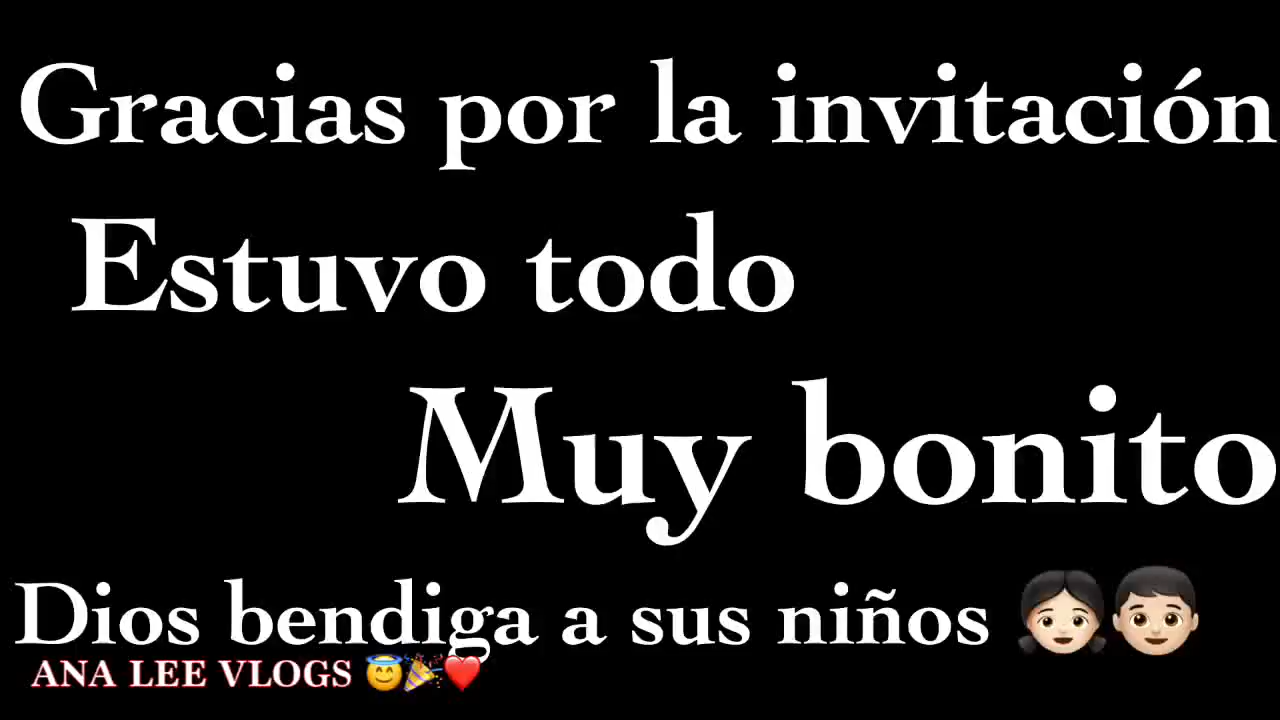 Gracias por la invitación
Estuvo todo
Muy bonito
Dios bendiga a sus niños 👧🏻👦🏻
ANA LEE VLOGS 😇🎉❤️